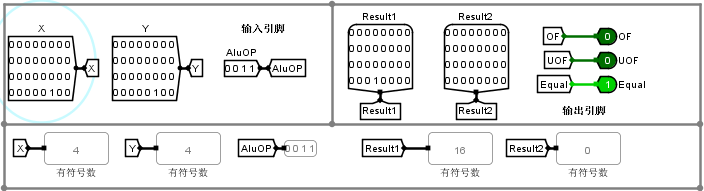 X
00000000
00000000
00000000
00000100
X
Y
00000000
00000000
00000000
00000100
Y
输入引脚
AluOP
0011
AluOP
Result1
00000000
00000000
00000000
00010000
Result1
Result2
00000000
00000000
00000000
00000000
Result2
OF 0 OF
UOF 0 UOF
Equal 1 Equal
输出引脚
X 4
有符号数
Y 4
有符号数
AluOP 0011
Result1 16
有符号数
Result2 0
有符号数